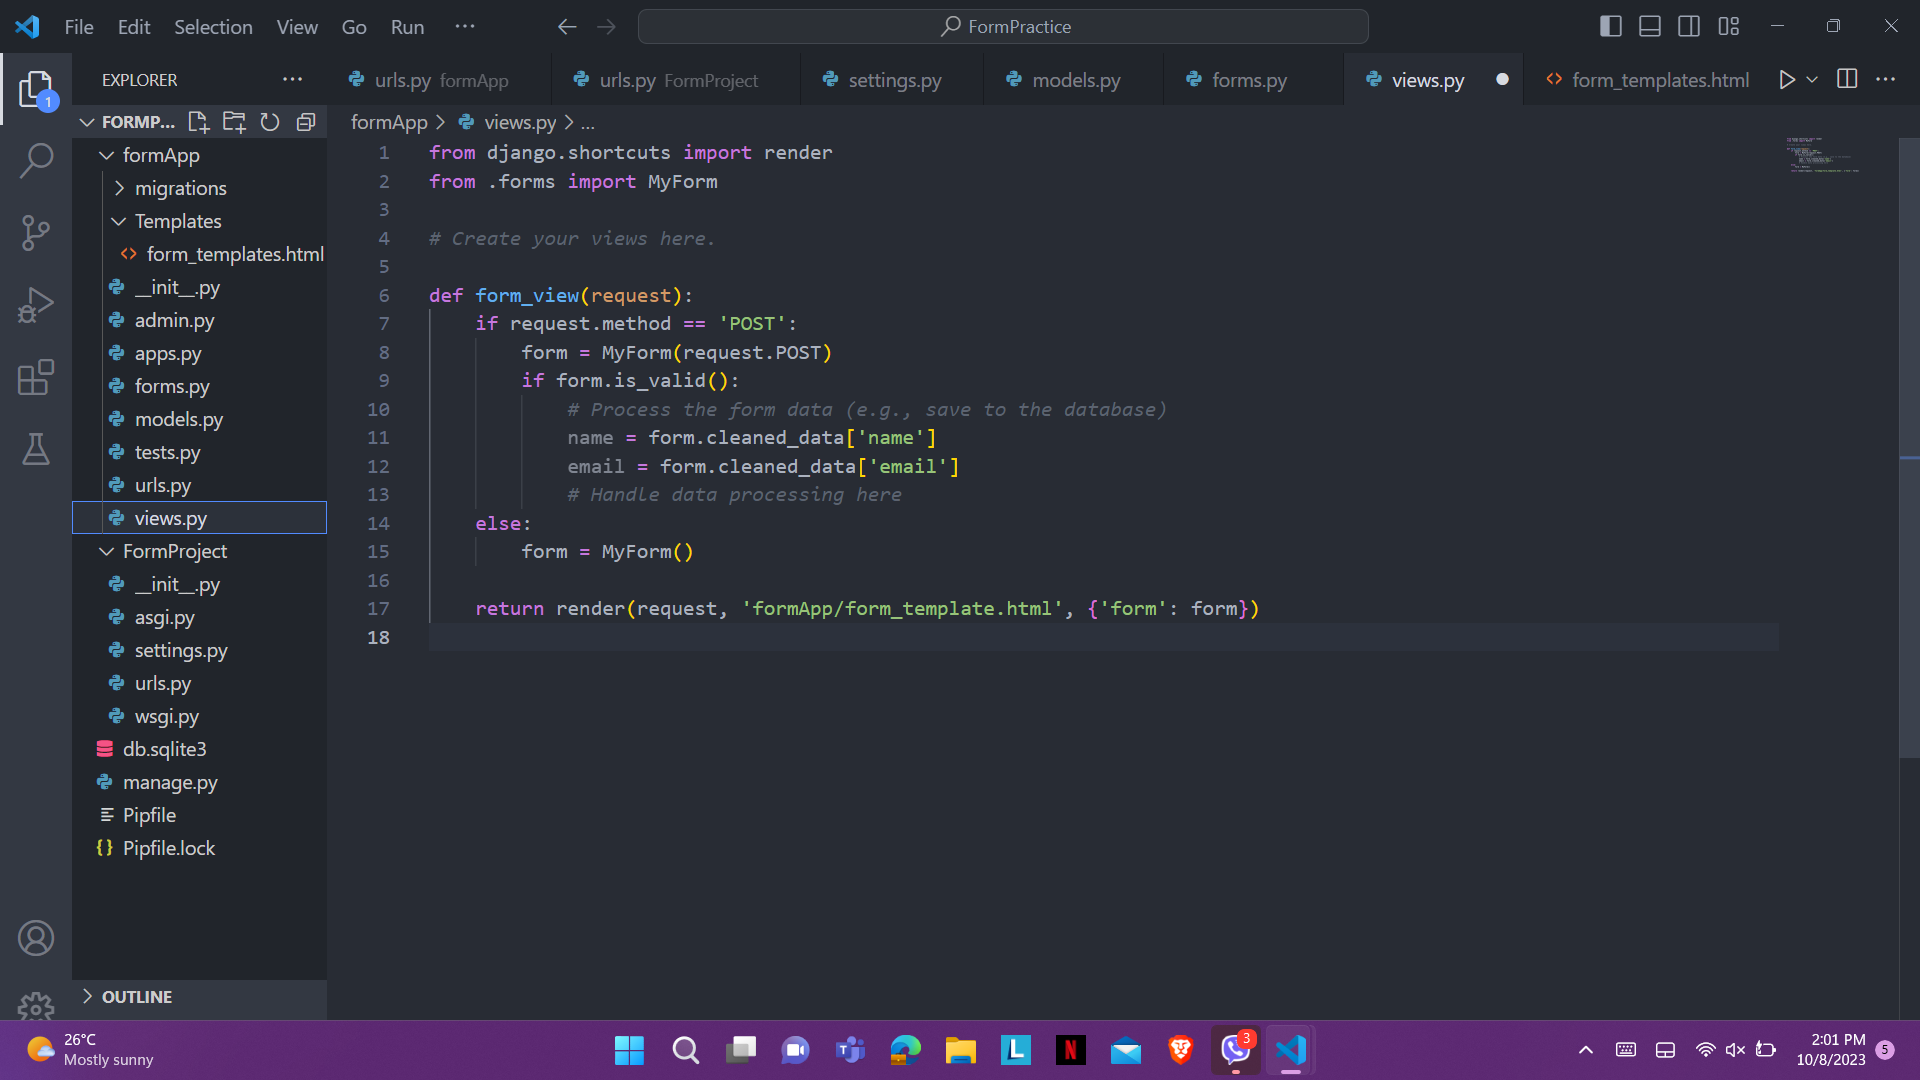 File Edit Selection View Go Run ···
FormPractice
EXPLORER ···
urls.py formApp
urls.py FormProject
settings.py
models.py
forms.py
views.py
form_templates.html
1
FORMP...
formApp > views.py > ...
formApp
migrations
Templates
form_templates.html
__init__.py
admin.py
apps.py
forms.py
models.py
tests.py
urls.py
views.py
FormProject
__init__.py
asgi.py
settings.py
urls.py
wsgi.py
db.sqlite3
manage.py
Pipfile
{} Pipfile.lock
OUTLINE
1 from django.shortcuts import render
2 from .forms import MyForm
3
4 # Create your views here.
5
6 def form_view(request):
7 if request.method == 'POST':
8 form = MyForm(request.POST)
9 if form.is_valid():
10 # Process the form data (e.g., save to the database)
11 name = form.cleaned_data['name']
12 email = form.cleaned_data['email']
13 # Handle data processing here
14 else:
15 form = MyForm()
16
17 return render(request, 'formApp/form_template.html', {'form': form})
18
26°C
Mostly sunny
T
L
N
3
2:01 PM
10/8/2023
5